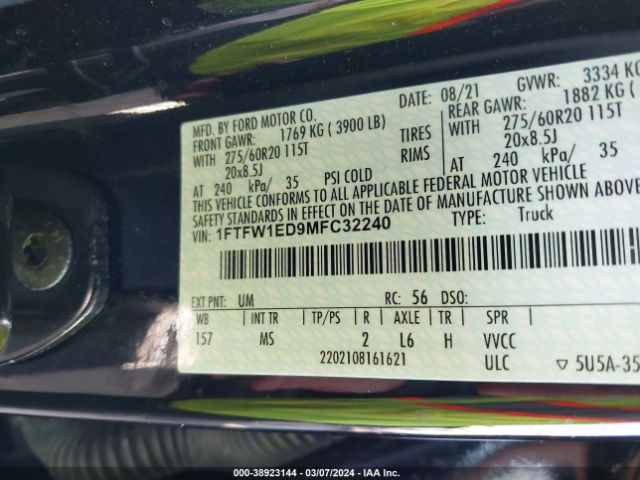 MFD. BY FORD MOTOR CO.
DATE: 08/21 GVWR: 3334 KG
FRONT GAWR: 1769 KG ( 3900 LB)
REAR GAWR: 1882 KG (
WITH 275/60R20 115T TIRES WITH 275/60R20 115T
20x8.5J RIMS 20x8.5J
AT 240 kPa/ 35 PSI COLD AT 240 kPa/ 35
THIS VEHICLE CONFORMS TO ALL APPLICABLE FEDERAL MOTOR VEHICLE
SAFETY STANDARDS IN EFFECT ON THE DATE OF MANUFACTURE SHOWN ABOVE
VIN: 1FTFW1ED9MFC32240 TYPE: Truck
EXT PNT: UM RC: 56 DSO:
WB INT TR TP/PS R AXLE TR SPR
157 MS 2 L6 H VVCC
2202108161621 ULC ▽ 5U5A-35
000-38923144 — 03/07/2024 — IAA Inc.